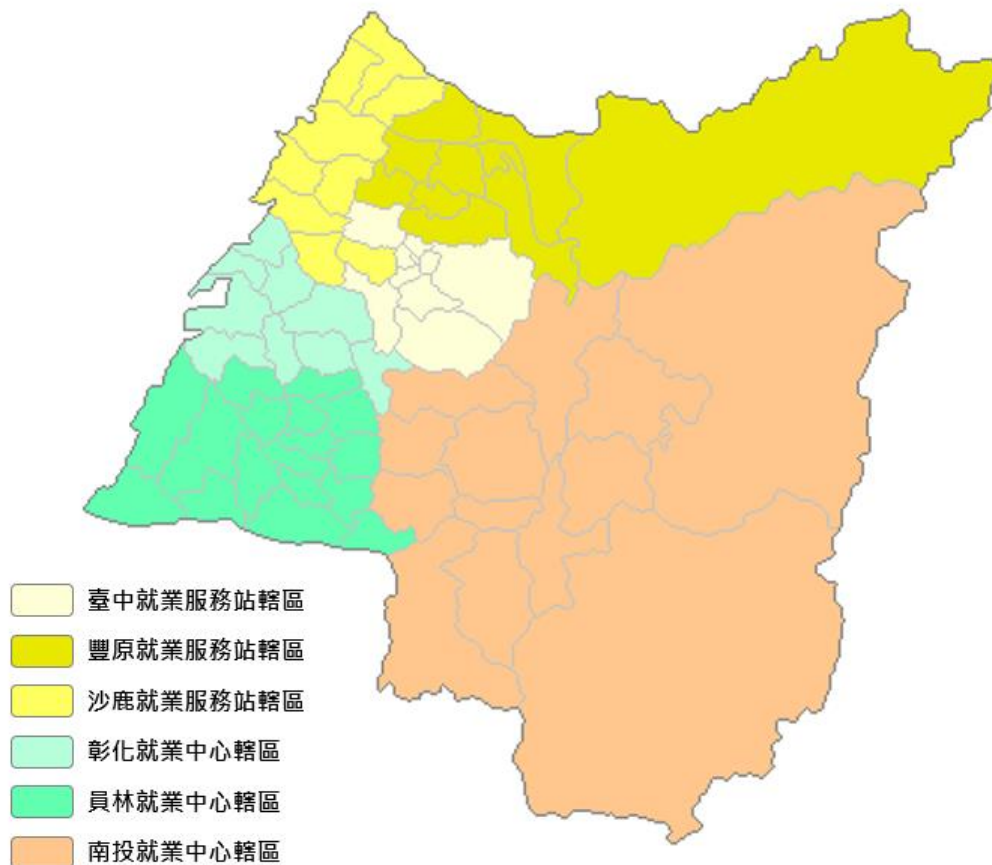 臺中就業服務站轄區
豐原就業服務站轄區
沙鹿就業服務站轄區
彰化就業中心轄區
員林就業中心轄區
南投就業中心轄區